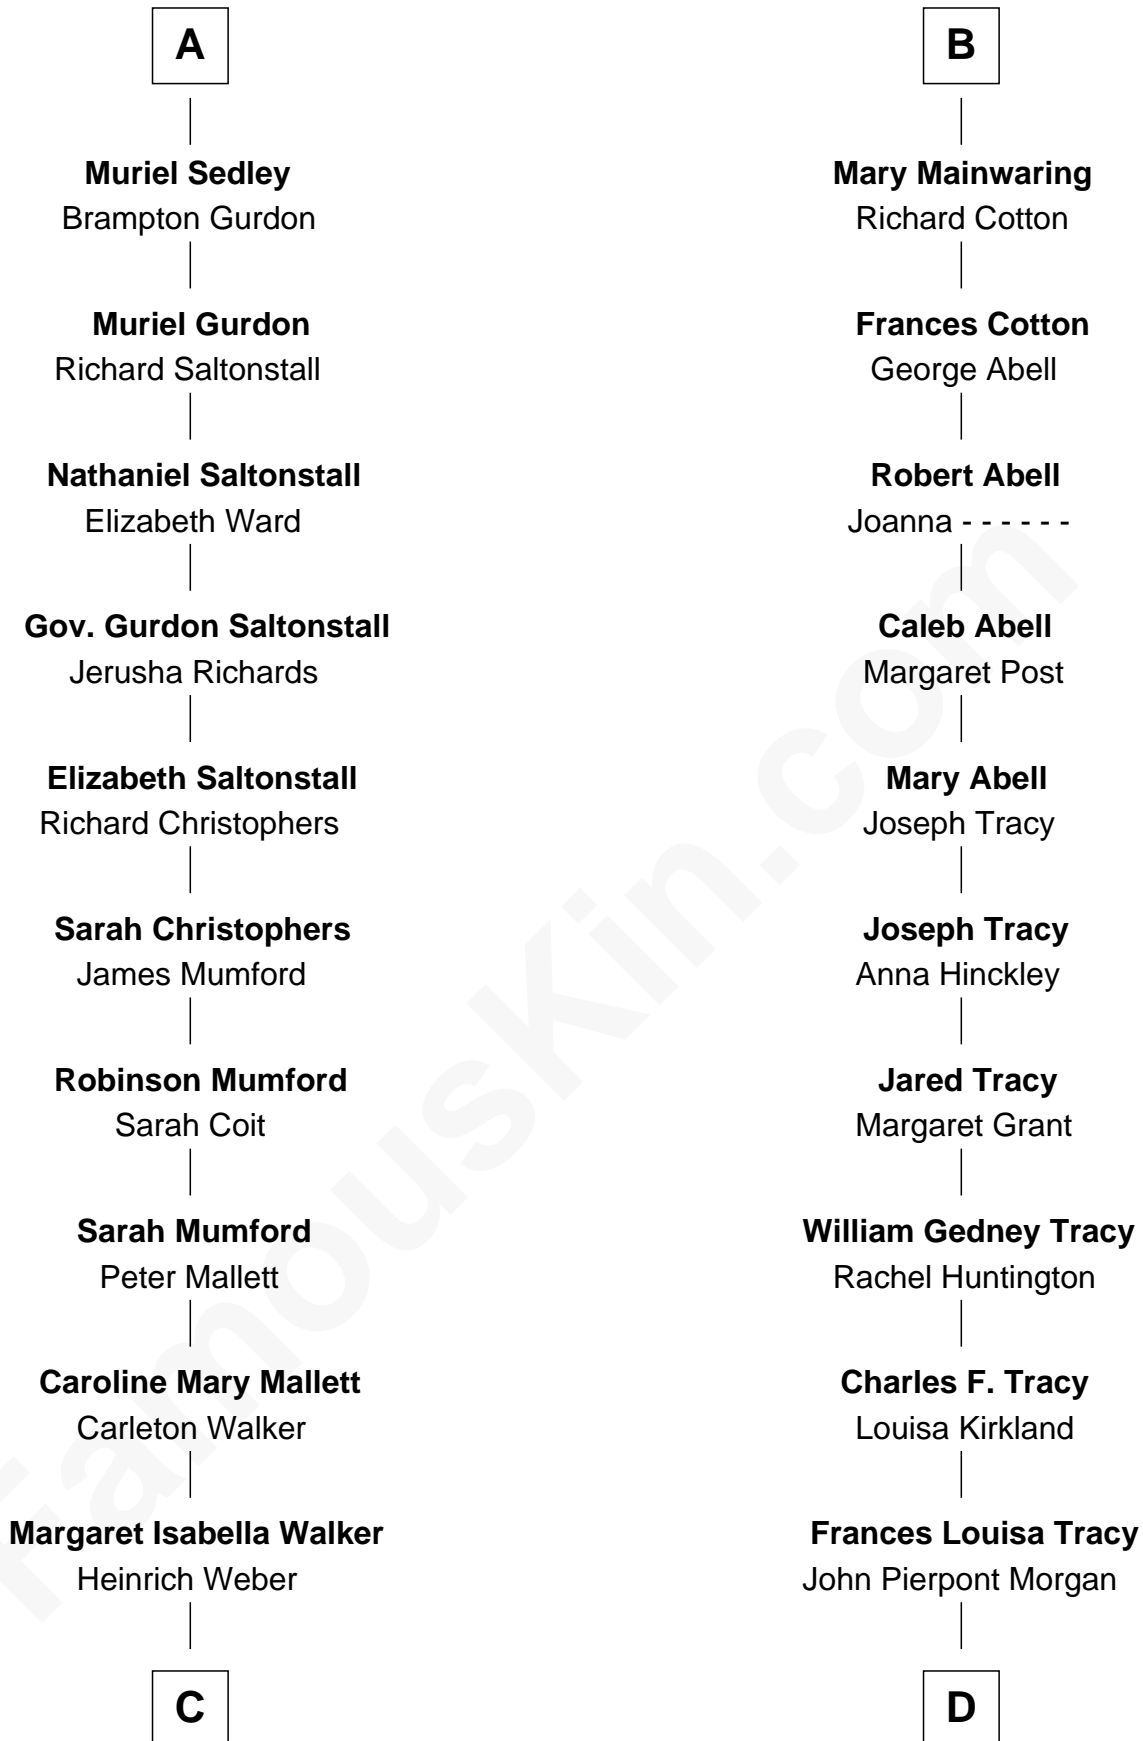 A
Muriel Sedley
Brampton Gurdon
Muriel Gurdon
Richard Saltonstall
Nathaniel Saltonstall
Elizabeth Ward
Gov. Gurdon Saltonstall
Jerusha Richards
Elizabeth Saltonstall
Richard Christophers
Sarah Christophers
James Mumford
Robinson Mumford
Sarah Coit
Sarah Mumford
Peter Mallett
Caroline Mary Mallett
Carleton Walker
Margaret Isabella Walker
Heinrich Weber
C
B
Mary Mainwaring
Richard Cotton
Frances Cotton
George Abell
Robert Abell
Joanna - - - - - -
Caleb Abell
Margaret Post
Mary Abell
Joseph Tracy
Joseph Tracy
Anna Hinckley
Jared Tracy
Margaret Grant
William Gedney Tracy
Rachel Huntington
Charles F. Tracy
Louisa Kirkland
Frances Louisa Tracy
John Pierpont Morgan
D
FamousKin.com